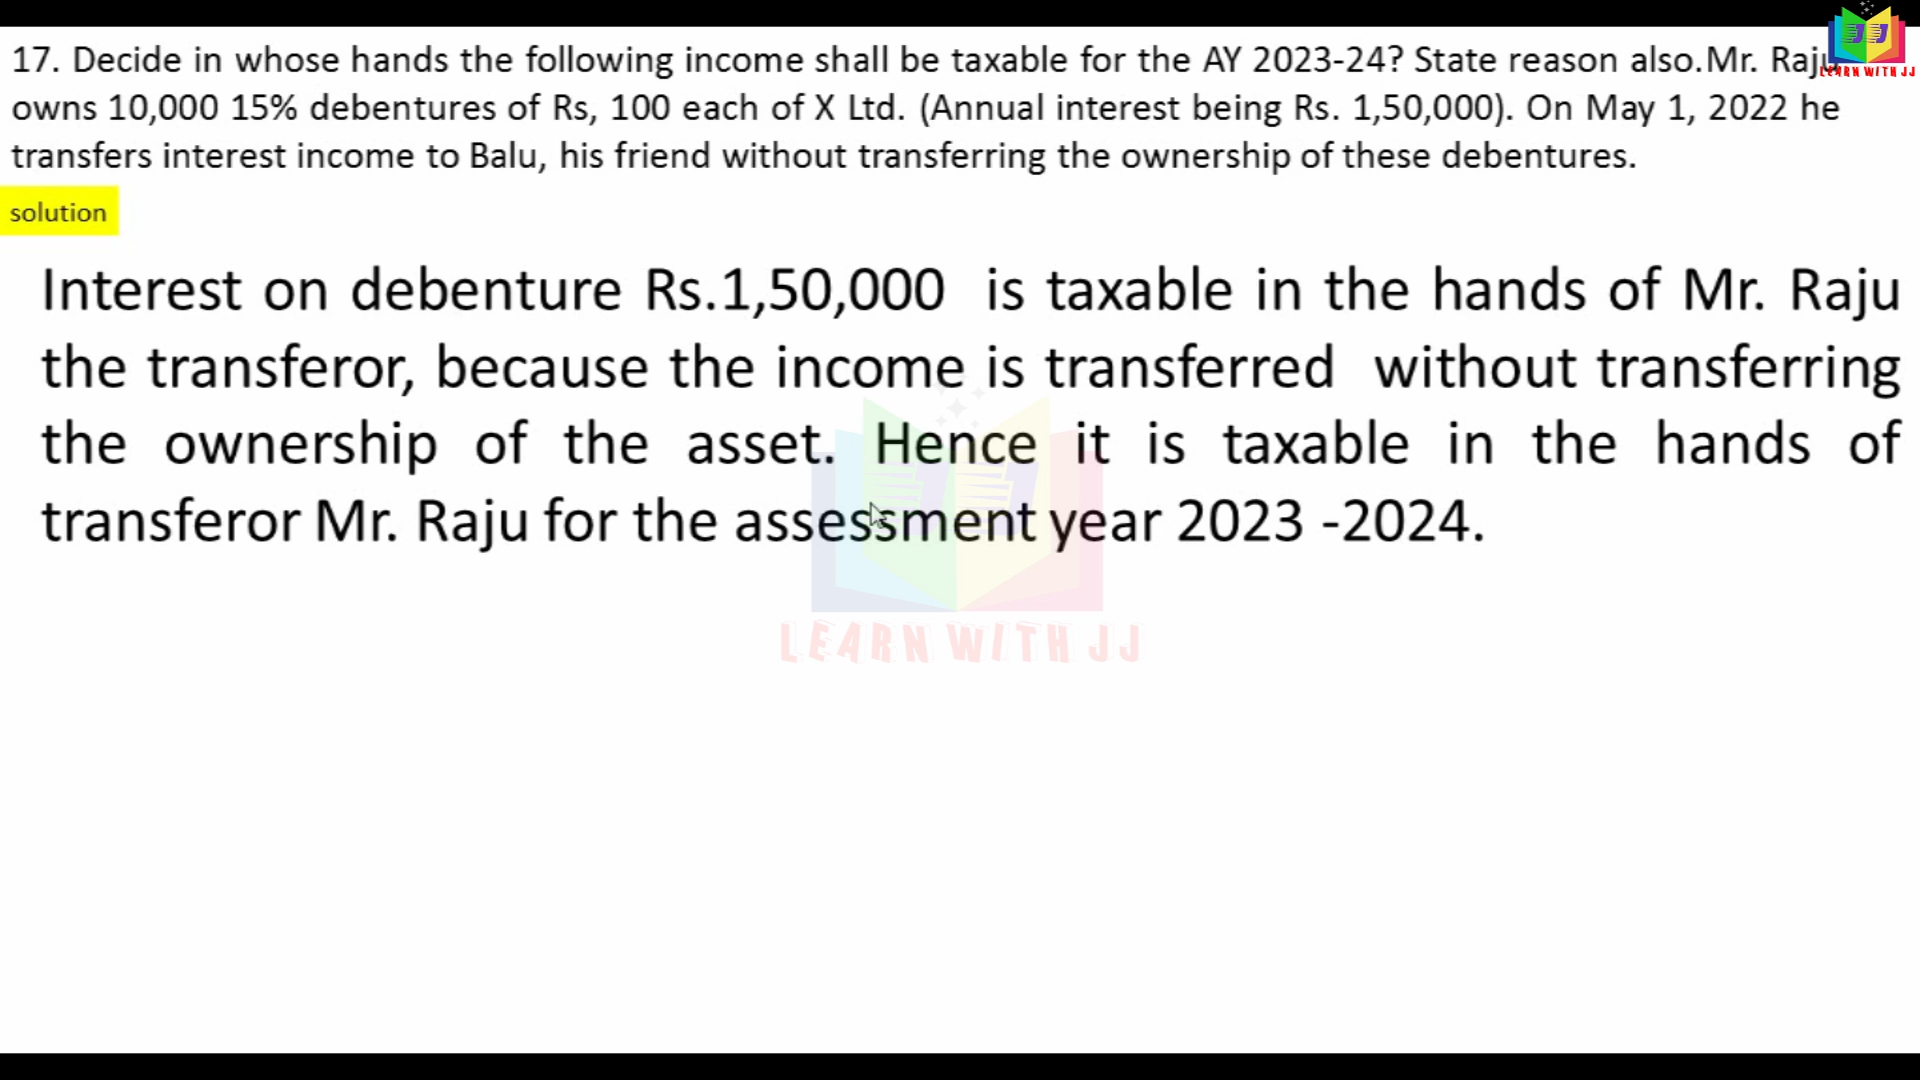 17. Decide in whose hands the following income shall be taxable for the AY 2023-24? State reason also.Mr. Raju
owns 10,000 15% debentures of Rs, 100 each of X Ltd. (Annual interest being Rs. 1,50,000). On May 1, 2022 he
transfers interest income to Balu, his friend without transferring the ownership of these debentures.
solution
Interest on debenture Rs.1,50,000 is taxable in the hands of Mr. Raju
the transferor, because the income is transferred without transferring
the ownership of the asset. Hence it is taxable in the hands of
transferor Mr. Raju for the assessment year 2023 -2024.
JJ
LEARN WITH JJ
JJ
LEARN WITH JJ